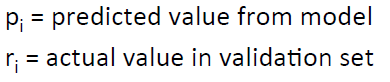 pᵢ = predicted value from model
rᵢ = actual value in validation set